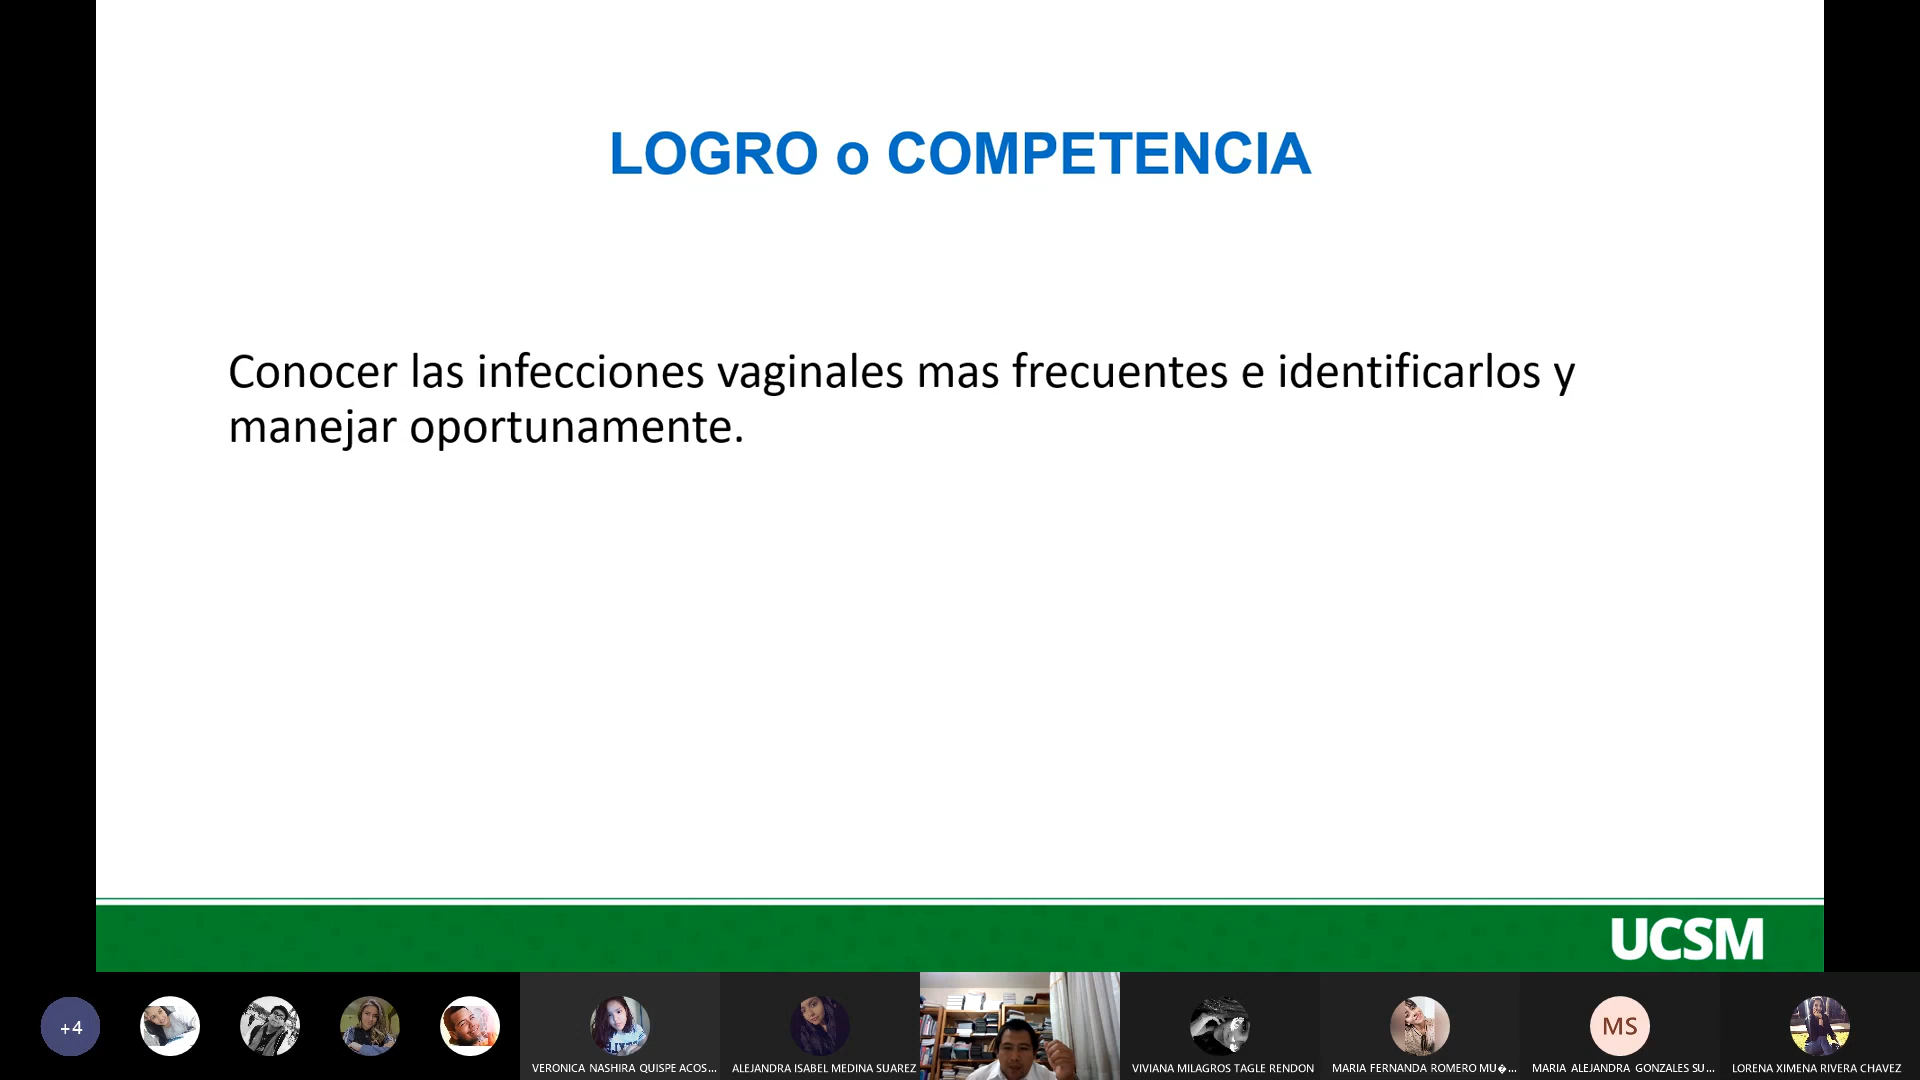 LOGRO o COMPETENCIA
Conocer las infecciones vaginales mas frecuentes e identificarlos y
manejar oportunamente.
UCSM
+4
VERONICA NASHIRA QUISPE ACOS...
ALEJANDRA ISABEL MEDINA SUAREZ
VIVIANA MILAGROS TAGLE RENDON
MARIA FERNANDA ROMERO MU�...
MS
MARIA ALEJANDRA GONZALES SU...
LORENA XIMENA RIVERA CHAVEZ